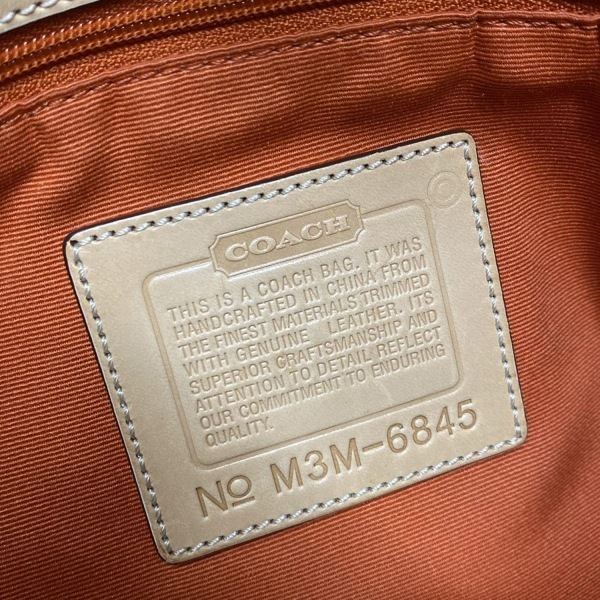 ©
COACH
THIS IS A COACH BAG. IT WAS
HANDCRAFTED IN CHINA FROM
THE FINEST MATERIALS TRIMMED
WITH GENUINE LEATHER. ITS
SUPERIOR CRAFTSMANSHIP AND
ATTENTION TO DETAIL REFLECT
OUR COMMITMENT TO ENDURING
QUALITY.
No M3M-6845